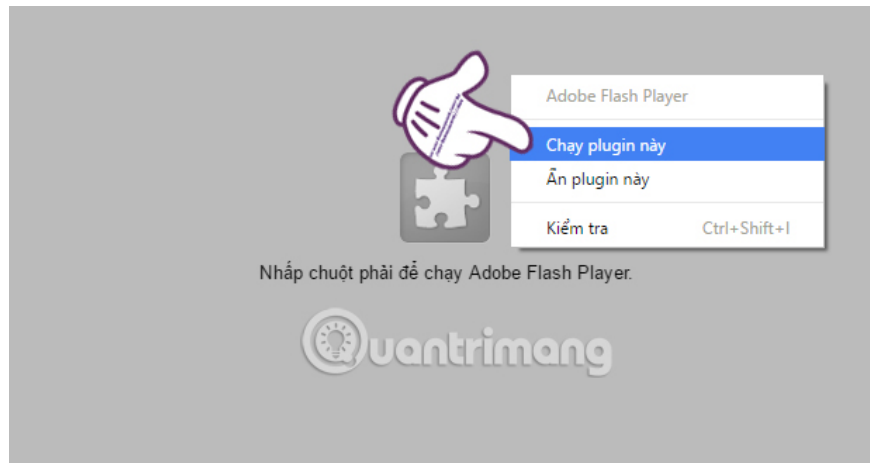 Adobe Flash Player
Chạy plugin này
Ẩn plugin này
Kiểm tra Ctrl+Shift+I
Nhấp chuột phải để chạy Adobe Flash Player.
Quantrimang